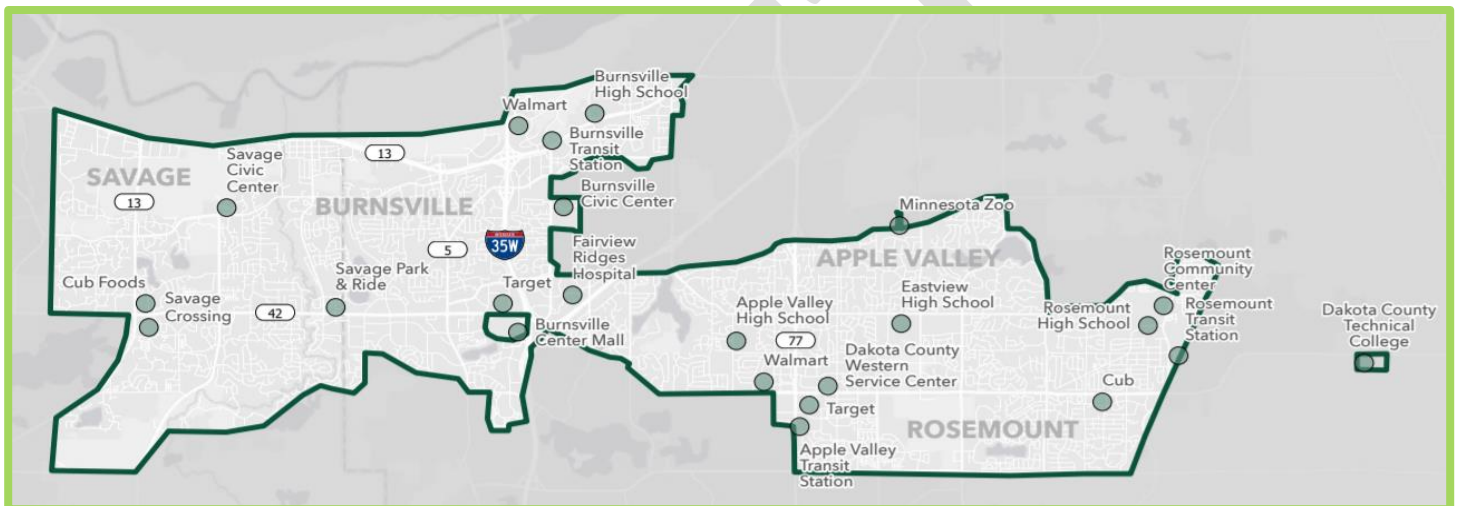 Burnsville
High School
Walmart
Burnsville
Transit
Station
13
Savage
Civic
Center
SAVAGE
13
BURNSVILLE
Burnsville
Civic Center
Minnesota Zoo
5
35W
Fairview
Ridges
Hospital
APPLE VALLEY
Rosemount
Community
Center
Cub Foods
Savage
Crossing
Savage Park
& Ride
42
Target
Burnsville
Center Mall
Apple Valley
High School
Eastview
High School
Rosemount
High School
Rosemount
Transit
Station
Dakota County
Technical
College
77
Walmart
Dakota County
Western
Service Center
Target
Cub
ROSEMOUNT
Apple Valley
Transit
Station